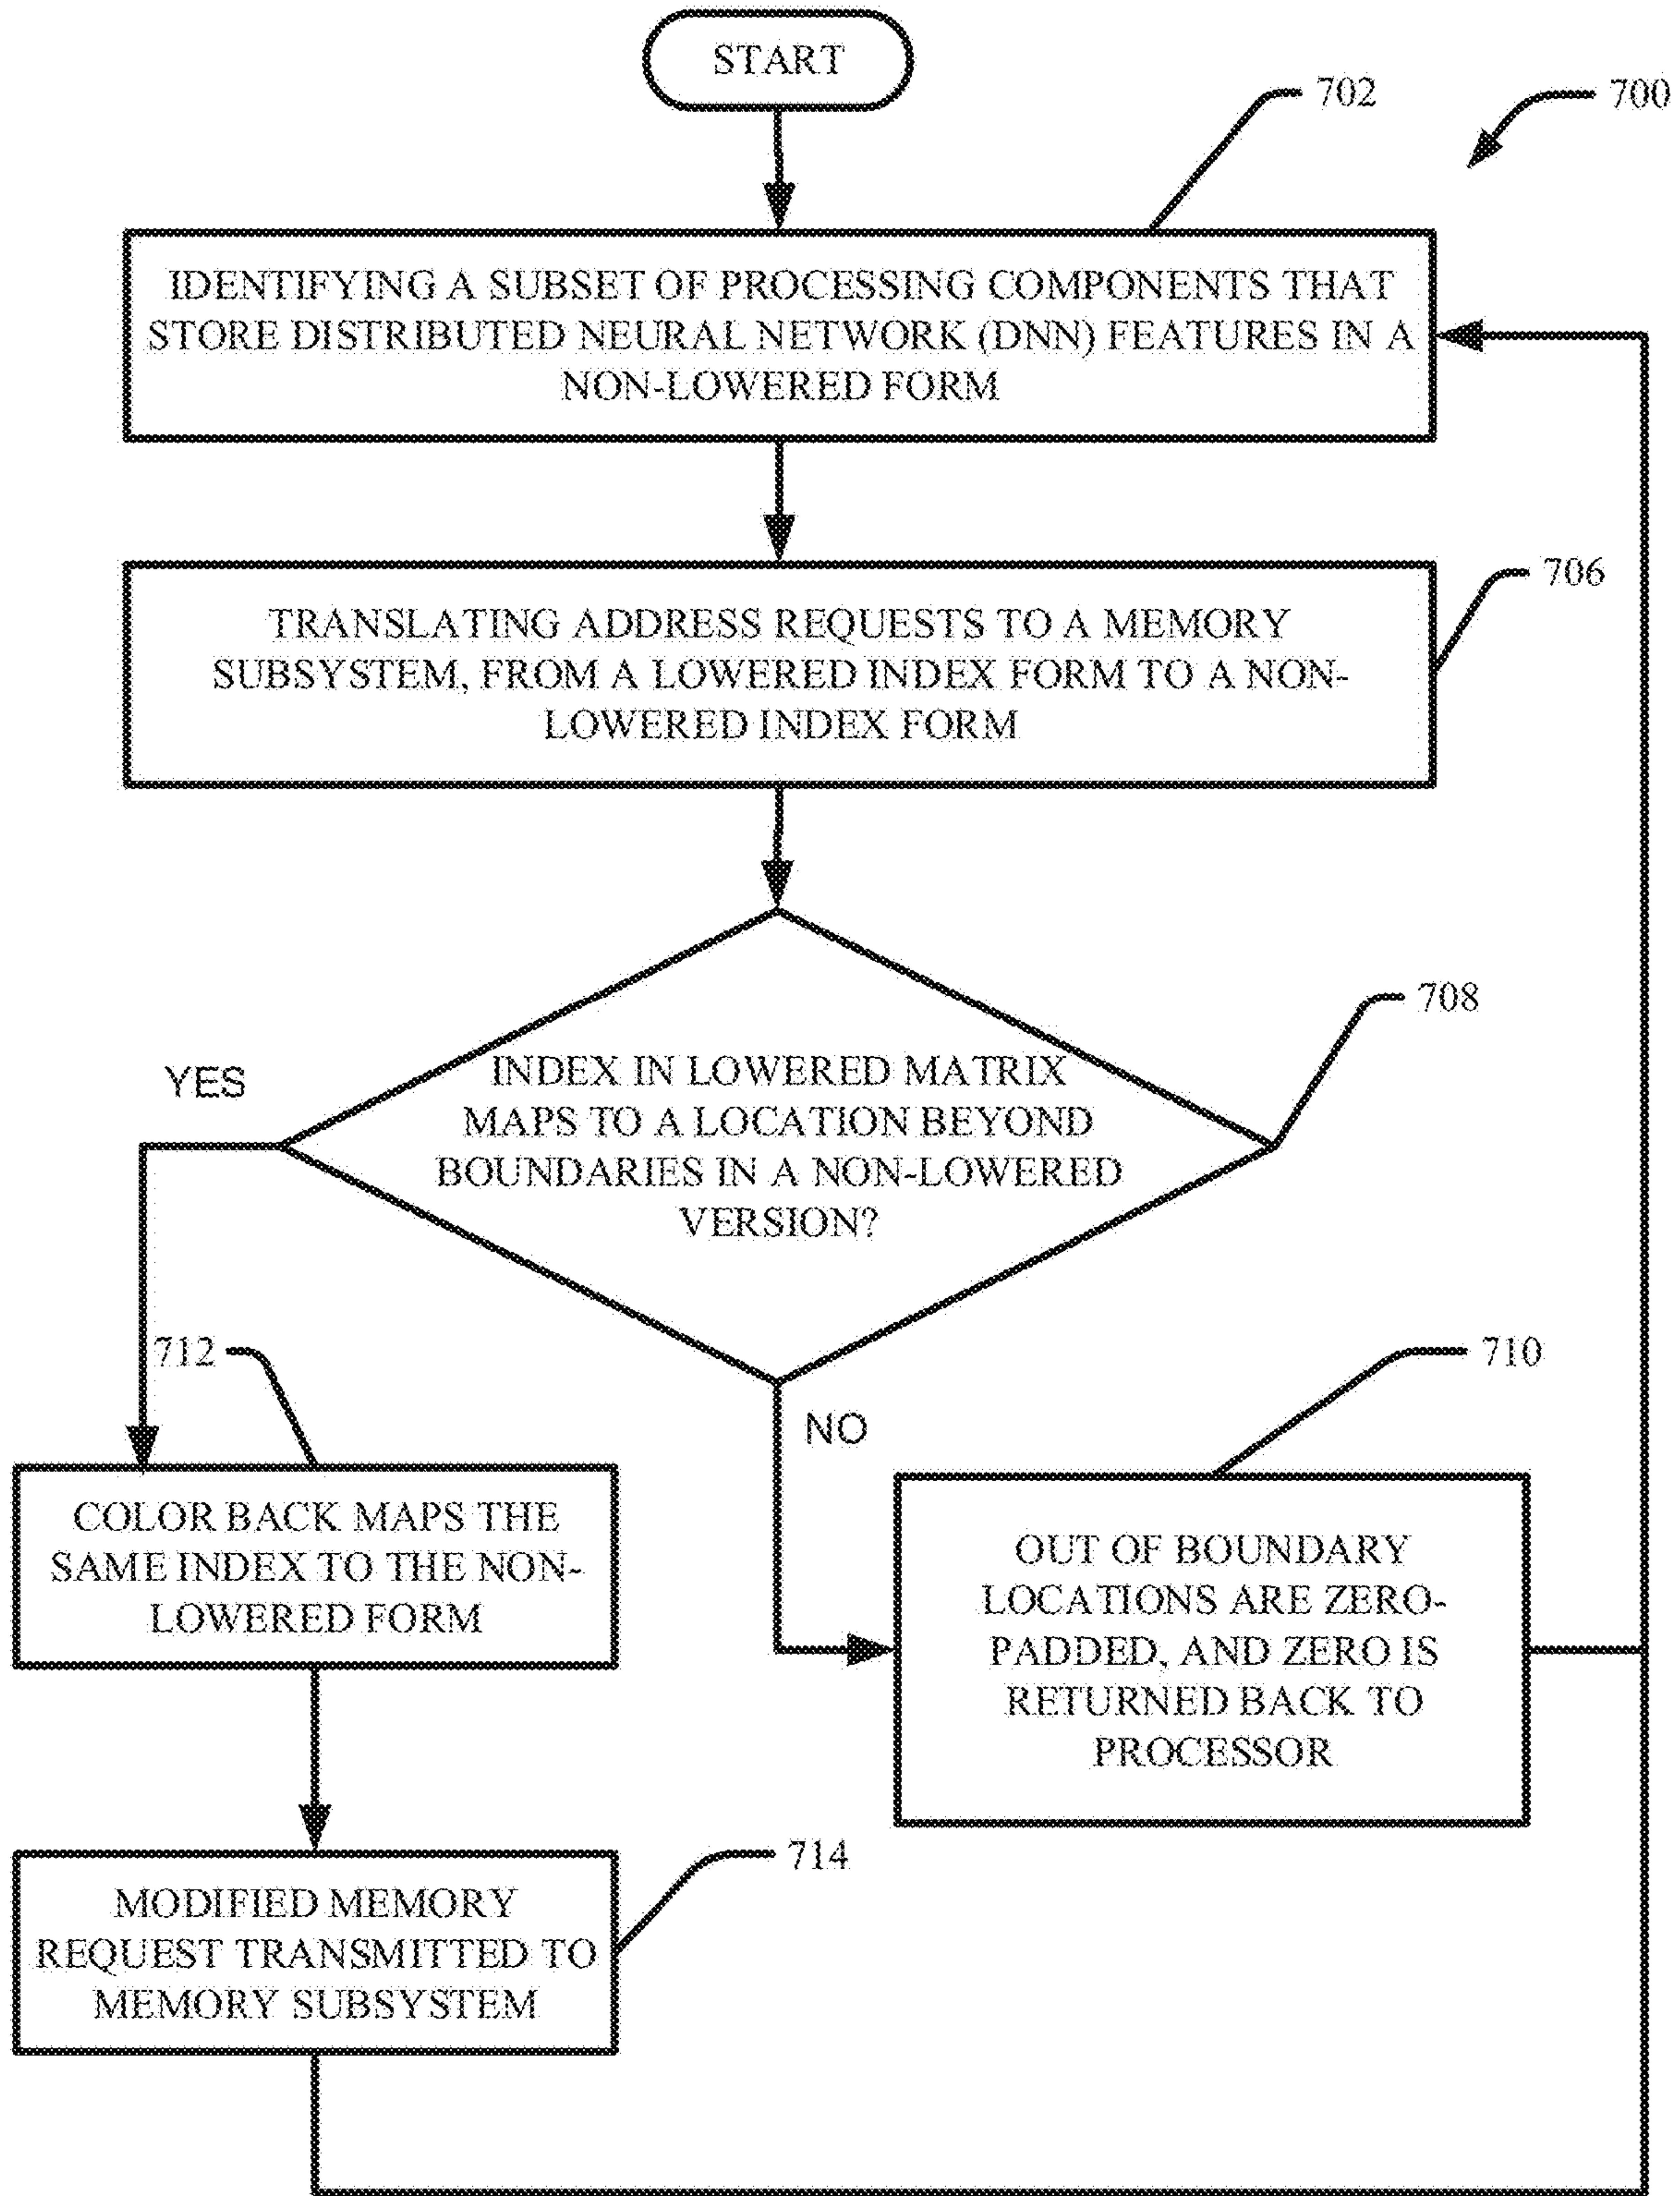 START
702
700
IDENTIFYING A SUBSET OF PROCESSING COMPONENTS THAT
STORE DISTRIBUTED NEURAL NETWORK (DNN) FEATURES IN A
NON-LOWERED FORM
706
TRANSLATING ADDRESS REQUESTS TO A MEMORY
SUBSYSTEM, FROM A LOWERED INDEX FORM TO A NON-
LOWERED INDEX FORM
708
YES
INDEX IN LOWERED MATRIX
MAPS TO A LOCATION BEYOND
BOUNDARIES IN A NON-LOWERED
VERSION?
712
710
NO
COLOR BACK MAPS THE
SAME INDEX TO THE NON-
LOWERED FORM
OUT OF BOUNDARY
LOCATIONS ARE ZERO-
PADDED, AND ZERO IS
RETURNED BACK TO
PROCESSOR
714
MODIFIED MEMORY
REQUEST TRANSMITTED TO
MEMORY SUBSYSTEM